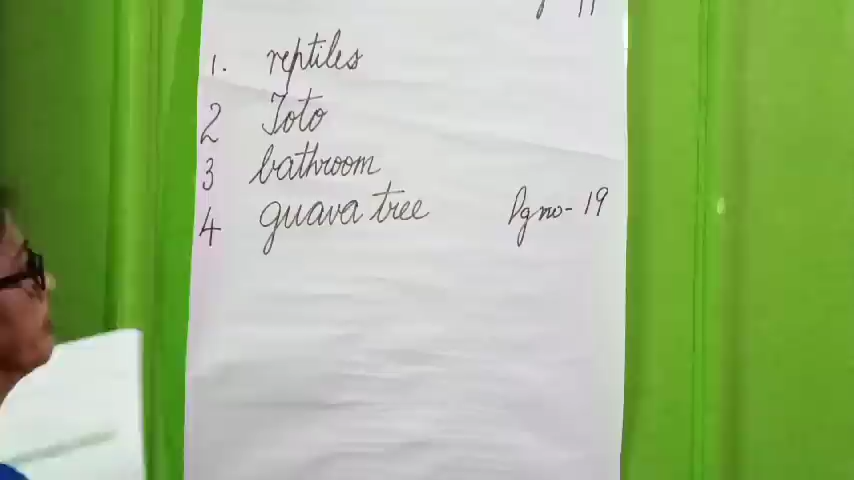 1. reptiles
2 Toto
3 bathroom
4 guava tree Pg no- 19